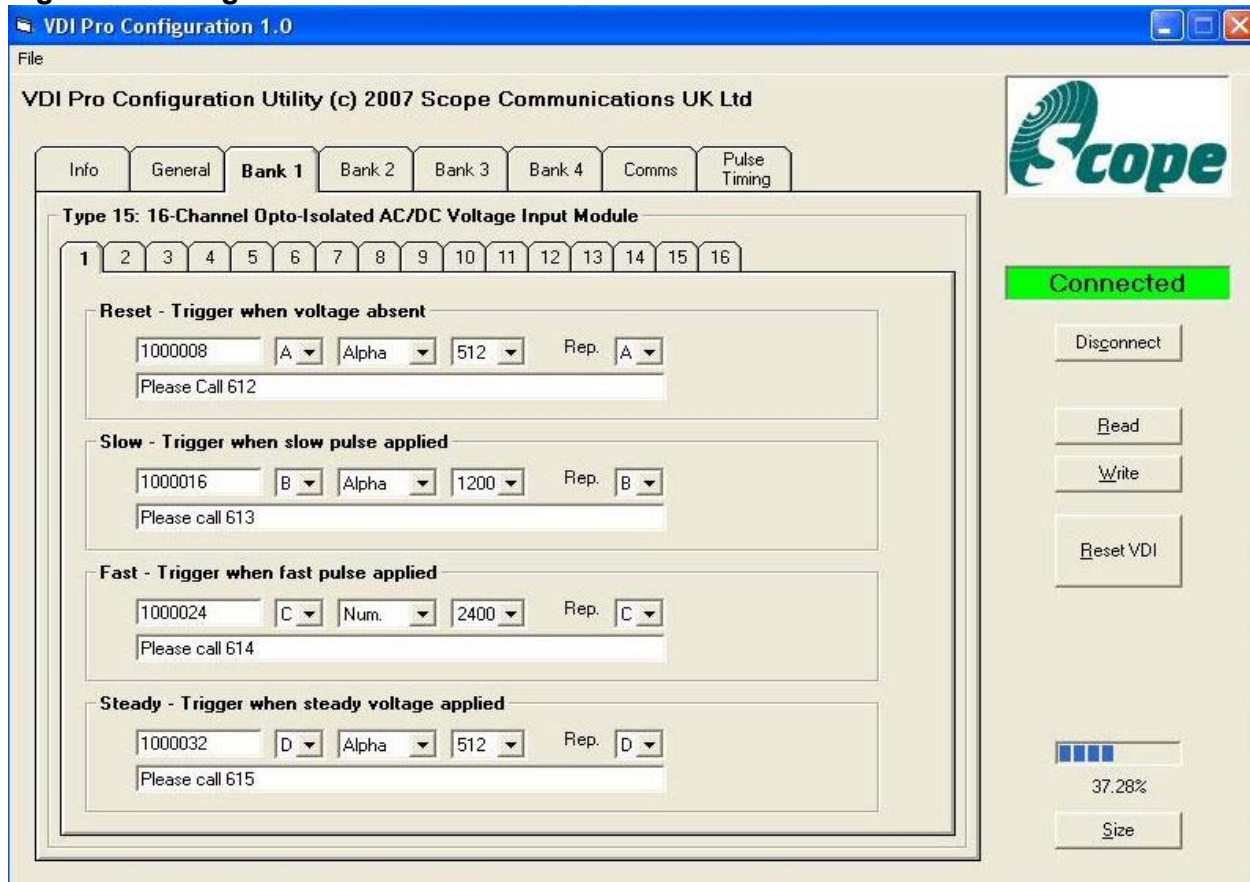 VDI Pro Configuration 1.0
File
VDI Pro Configuration Utility (c) 2007 Scope Communications UK Ltd
Scope
Info General Bank 1 Bank 2 Bank 3 Bank 4 Comms Pulse Timing
Type 15: 16-Channel Opto-Isolated AC/DC Voltage Input Module
1 2 3 4 5 6 7 8 9 10 11 12 13 14 15 16
Connected
Reset - Trigger when voltage absent
1000008 A Alpha 512 Rep. A
Please Call 612
Disconnect
Slow - Trigger when slow pulse applied
1000016 B Alpha 1200 Rep. B
Please call 613
Read
Write
Reset VDI
Fast - Trigger when fast pulse applied
1000024 C Num. 2400 Rep. C
Please call 614
Steady - Trigger when steady voltage applied
1000032 D Alpha 512 Rep. D
Please call 615
37.28%
Size